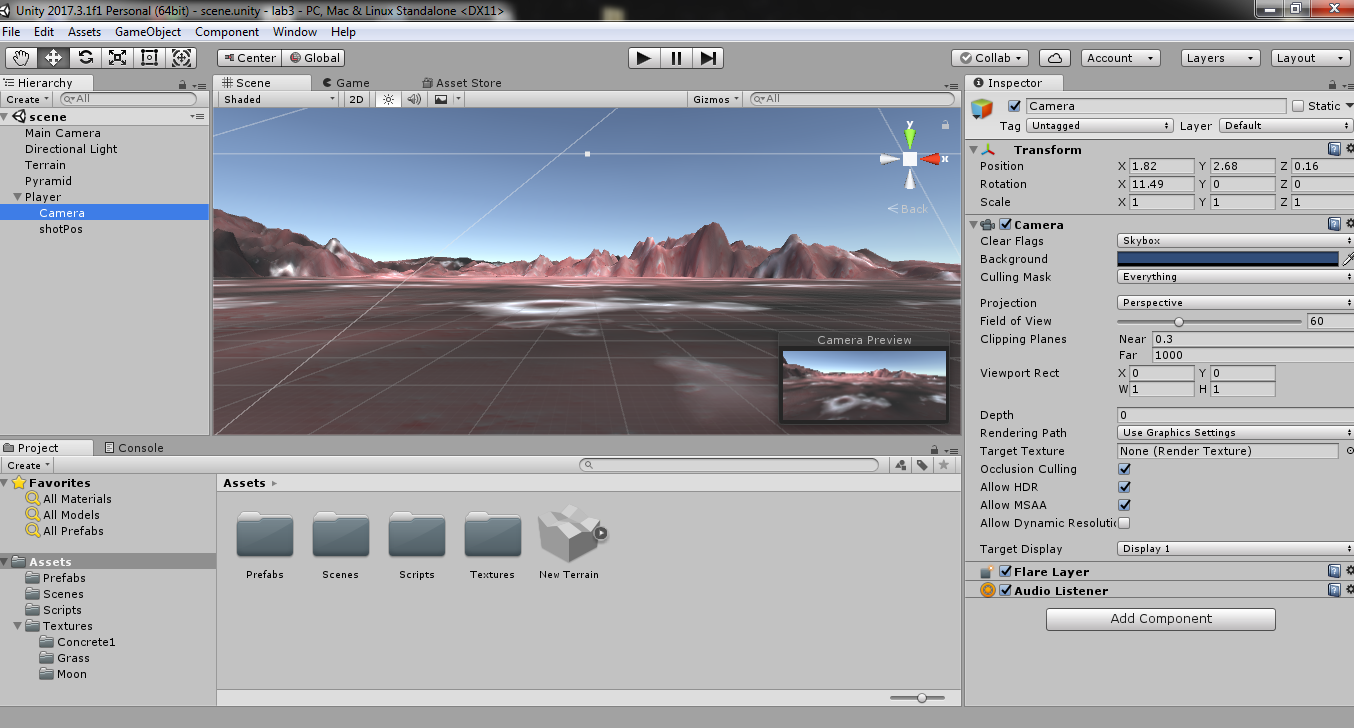 Unity 2017.3.1f1 Personal (64bit) - scene.unity - lab3 - PC, Mac & Linux Standalone <DX11>
File Edit Assets GameObject Component Window Help
Center Global Collab Account Layers Layout
Hierarchy
Create All
scene
Main Camera
Directional Light
Terrain
Pyramid
Player
Camera
shotPos
Scene Game Asset Store
Shaded 2D Gizmos All
y
x
Back
Camera Preview
Inspector
Camera Static
Tag Untagged Layer Default
Transform
Position X 1.82 Y 2.68 Z 0.16
Rotation X 11.49 Y 0 Z 0
Scale X 1 Y 1 Z 1
Camera
Clear Flags Skybox
Background
Culling Mask Everything
Projection Perspective
Field of View 60
Clipping Planes Near 0.3
Far 1000
Viewport Rect X 0 Y 0
W 1 H 1
Depth 0
Rendering Path Use Graphics Settings
Target Texture None (Render Texture)
Occlusion Culling
Allow HDR
Allow MSAA
Allow Dynamic Resolutio
Target Display Display 1
Flare Layer
Audio Listener
Add Component
Project Console
Create
Favorites
All Materials
All Models
All Prefabs
Assets
Prefabs
Scenes
Scripts
Textures
Concrete1
Grass
Moon
Assets
Prefabs Scenes Scripts Textures New Terrain